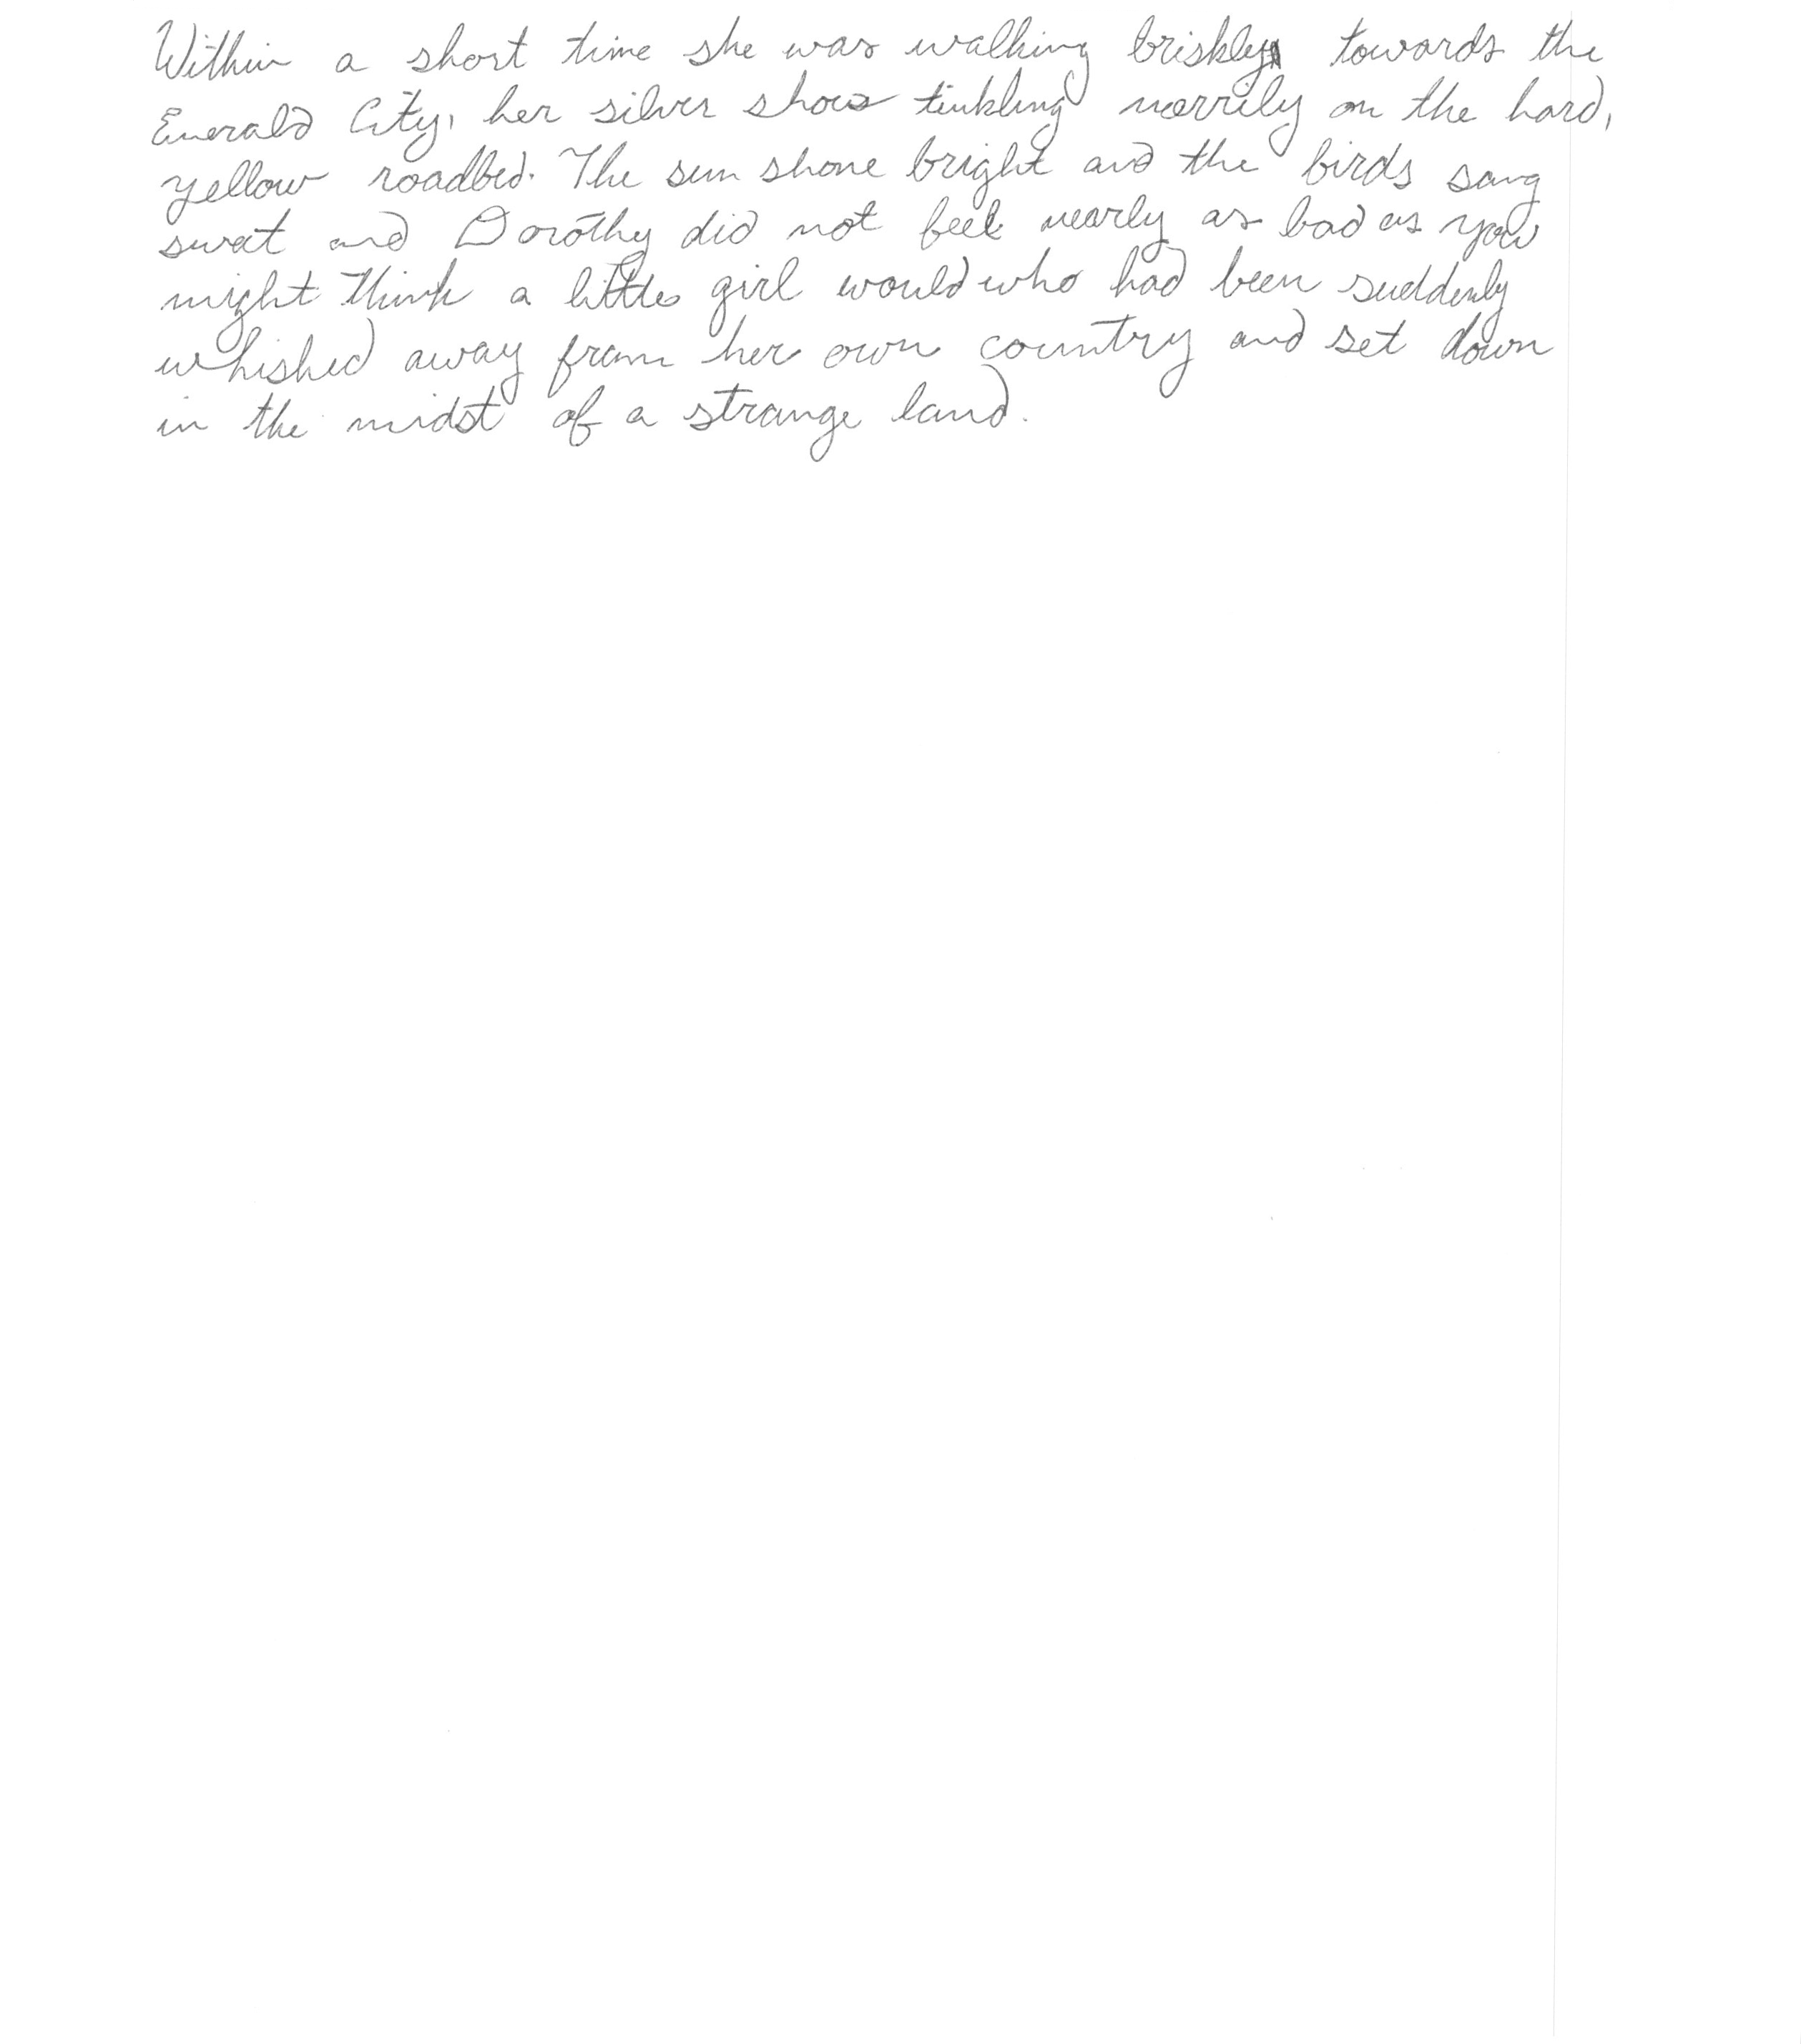 Within a short time she was walking briskly towards the
Emerald City, her silver shoes tinkling merrily on the hard,
yellow roadbed. The sun shone bright and the birds sang
sweet and Dorothy did not feel nearly as bad as you
might think a little girl would who had been suddenly
whished away from her own country and set down
in the midst of a strange land.